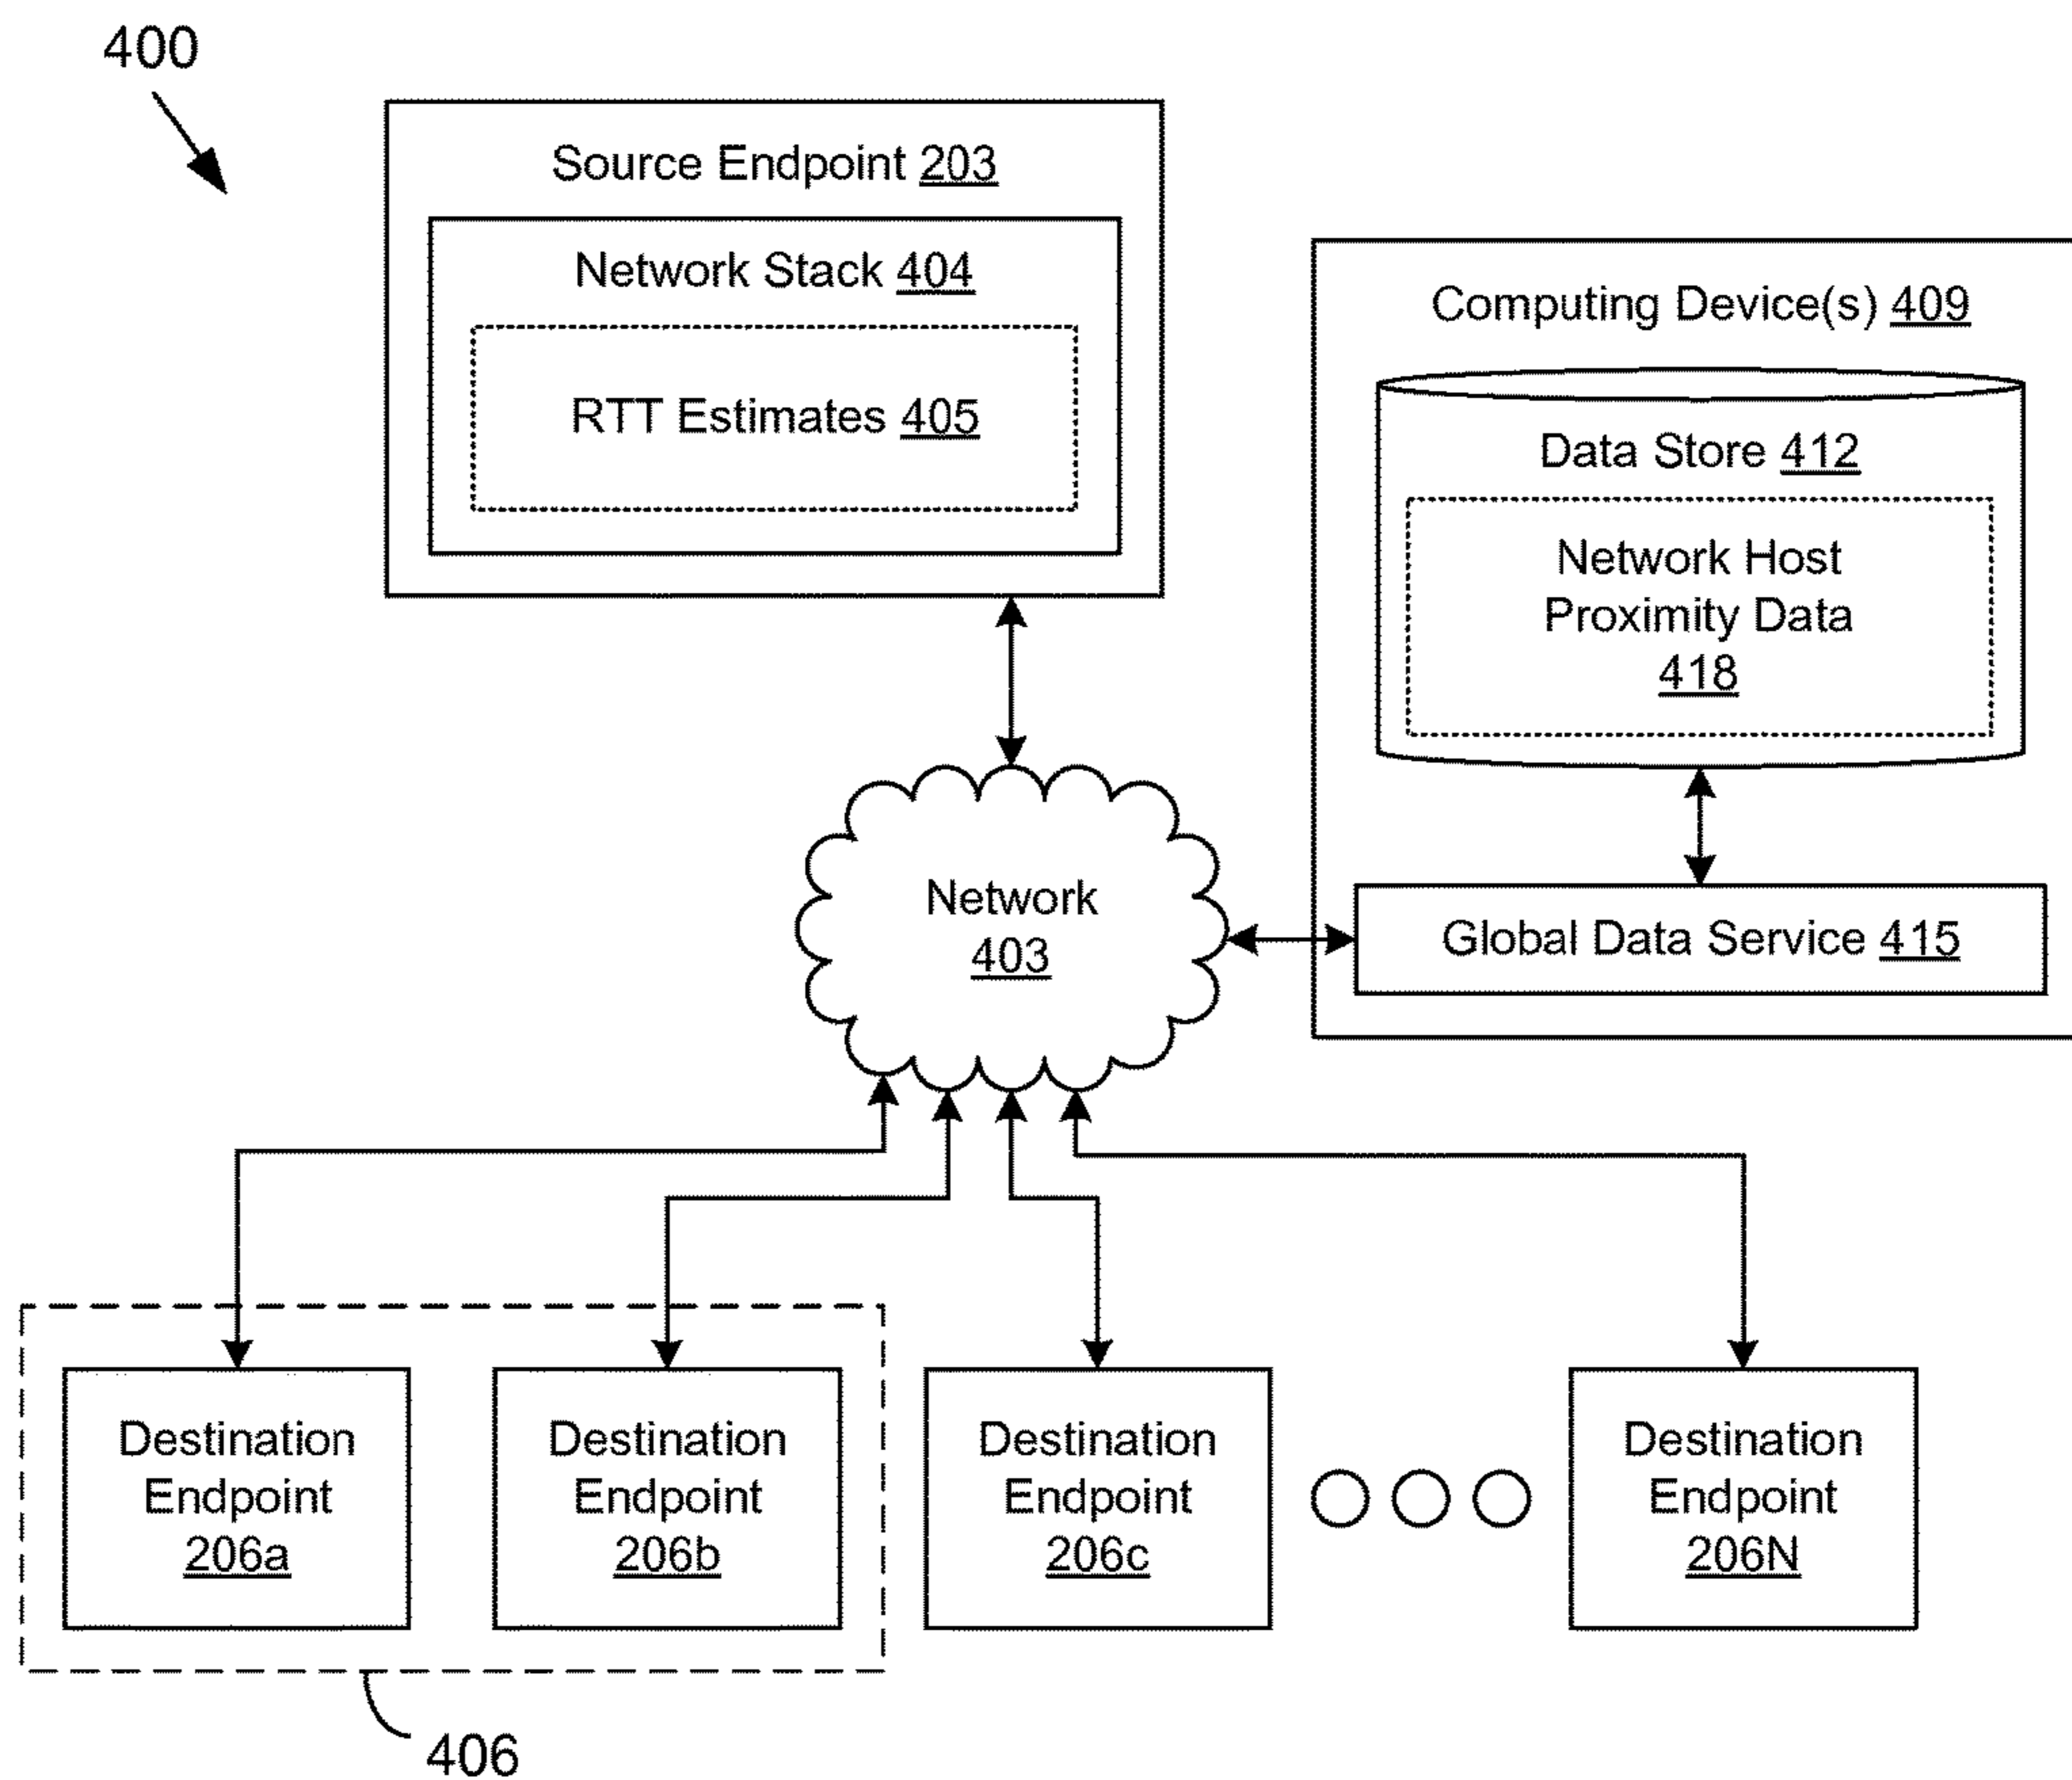 400
Source Endpoint 203
Network Stack 404
RTT Estimates 405
Computing Device(s) 409
Data Store 412
Network Host
Proximity Data
418
Network
403
Global Data Service 415
Destination
Endpoint
206a
Destination
Endpoint
206b
Destination
Endpoint
206c
Destination
Endpoint
206N
406